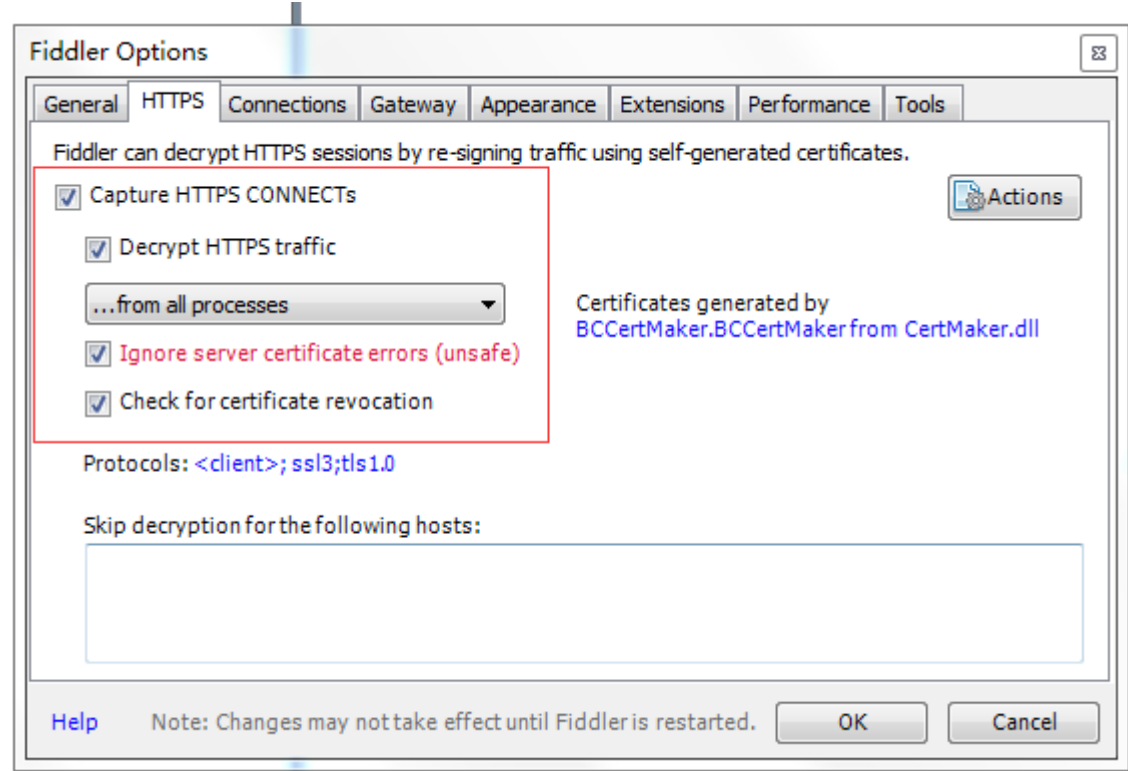 Fiddler Options
General HTTPS Connections Gateway Appearance Extensions Performance Tools
Fiddler can decrypt HTTPS sessions by re-signing traffic using self-generated certificates.
Capture HTTPS CONNECTs
Actions
Decrypt HTTPS traffic
...from all processes
Certificates generated by
BCCertMaker.BCCertMaker from CertMaker.dll
Ignore server certificate errors (unsafe)
Check for certificate revocation
Protocols: <client>; ssl3;tls1.0
Skip decryption for the following hosts:
Help Note: Changes may not take effect until Fiddler is restarted. OK Cancel